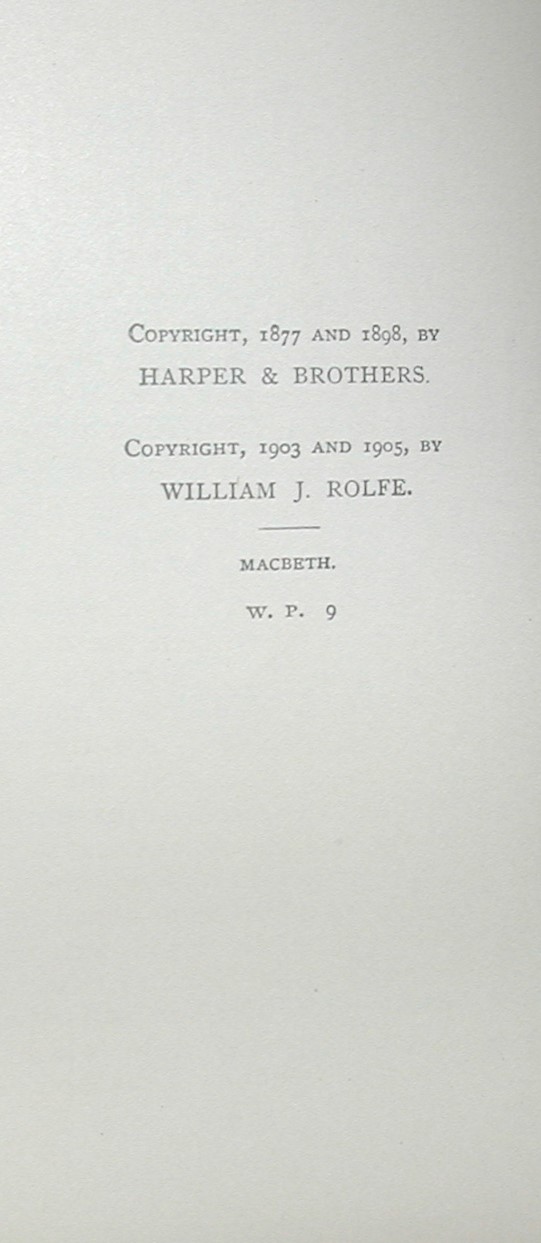 Copyright, 1877 and 1898, by
HARPER & BROTHERS.
Copyright, 1903 and 1905, by
WILLIAM J. ROLFE.
MACBETH.
W. P. 9